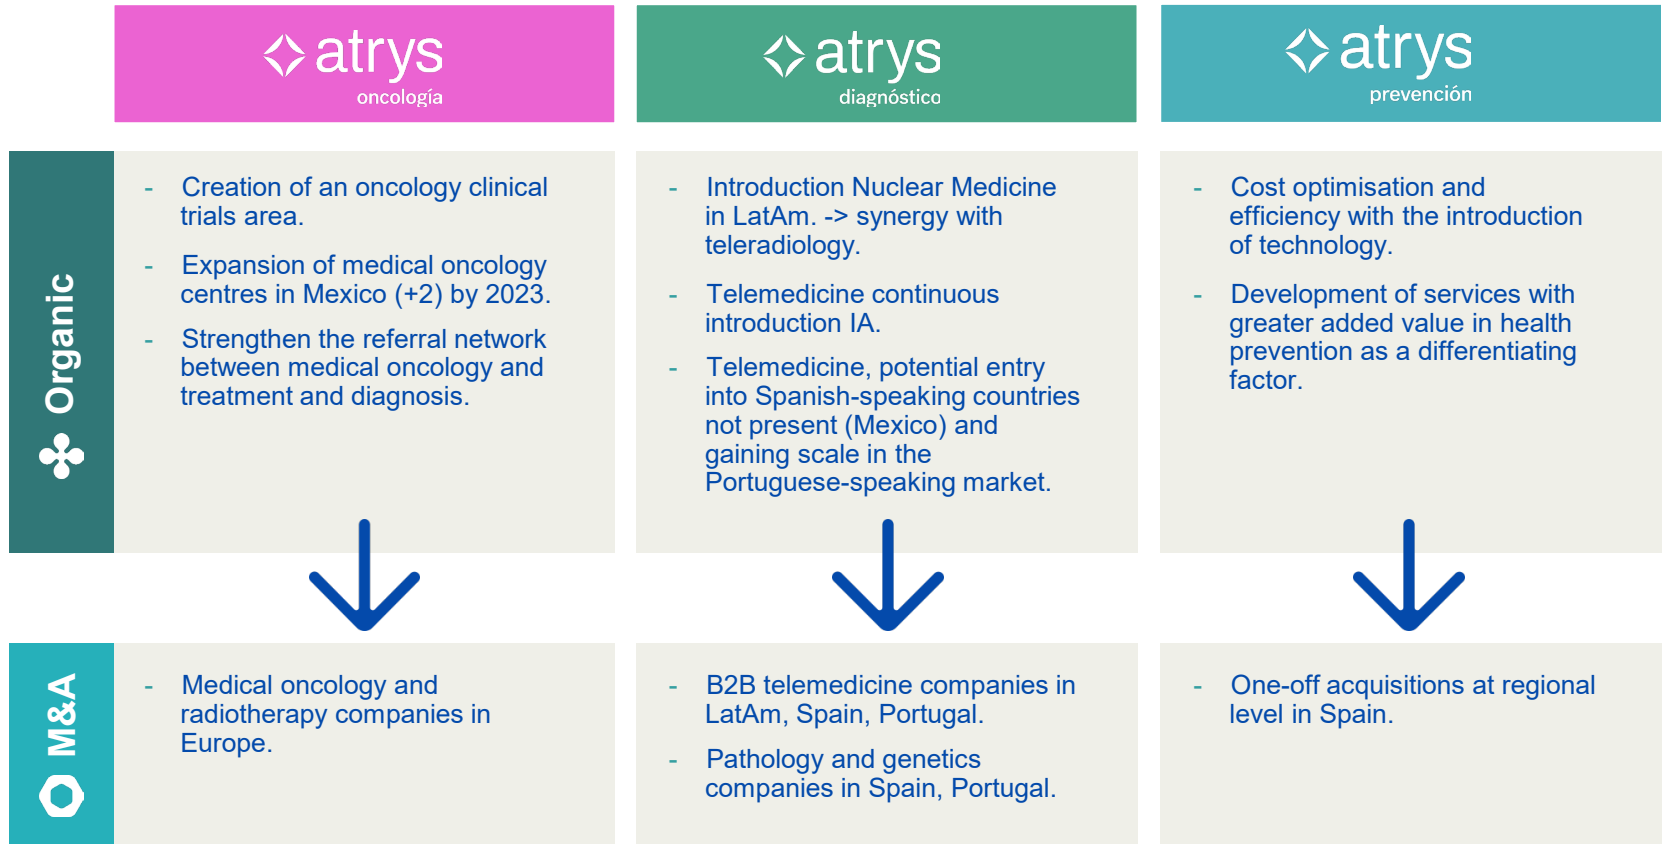 atrys
oncología
atrys
diagnóstico
atrys
prevención
Organic
- Creation of an oncology clinical
trials area.
- Expansion of medical oncology
centres in Mexico (+2) by 2023.
- Strengthen the referral network
between medical oncology and
treatment and diagnosis.
- Introduction Nuclear Medicine
in LatAm. -> synergy with
teleradiology.
- Telemedicine continuous
introduction IA.
- Telemedicine, potential entry
into Spanish-speaking countries
not present (Mexico) and
gaining scale in the
Portuguese-speaking market.
- Cost optimisation and
efficiency with the introduction
of technology.
- Development of services with
greater added value in health
prevention as a differentiating
factor.
M&A
- Medical oncology and
radiotherapy companies in
Europe.
- B2B telemedicine companies in
LatAm, Spain, Portugal.
- Pathology and genetics
companies in Spain, Portugal.
- One-off acquisitions at regional
level in Spain.